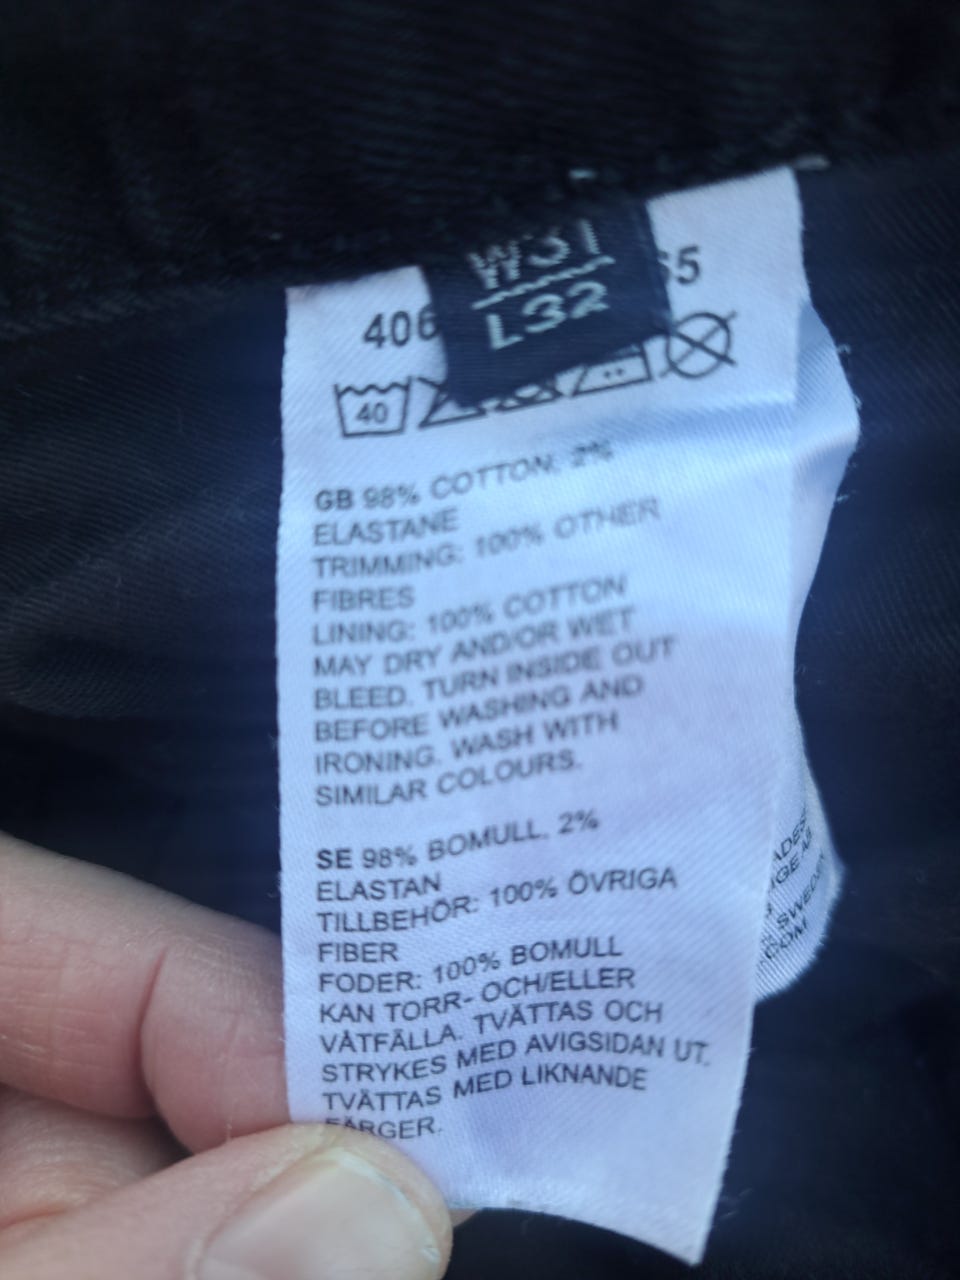 W31
L32
406
55
40
GB 98% COTTON, 2%
ELASTANE
TRIMMING: 100% OTHER
FIBRES
LINING: 100% COTTON
MAY DRY AND/OR WET
BLEED. TURN INSIDE OUT
BEFORE WASHING AND
IRONING. WASH WITH
SIMILAR COLOURS.
SE 98% BOMULL, 2%
ELASTAN
TILLBEHÖR: 100% ÖVRIGA
FIBER
FODER: 100% BOMULL
KAN TORR- OCH/ELLER
VÅTFÄLLA. TVÄTTAS OCH
STRYKES MED AVIGSIDAN UT.
TVÄTTAS MED LIKNANDE
FÄRGER.
SWED
COM